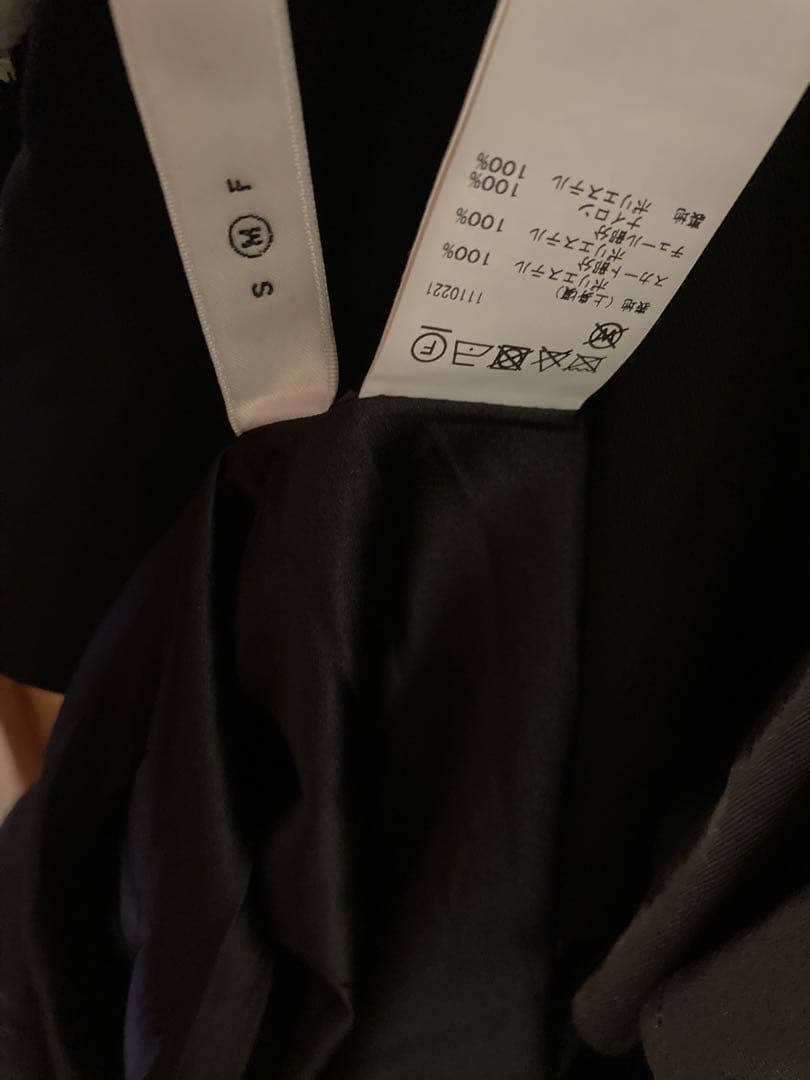 S
M
F
W
F
1110221
表地（上身頃）
ポリエステル 100%
スカート部分
ポリエステル 100%
チュール部分
ナイロン 100%
裏地 ポリエステル 100%